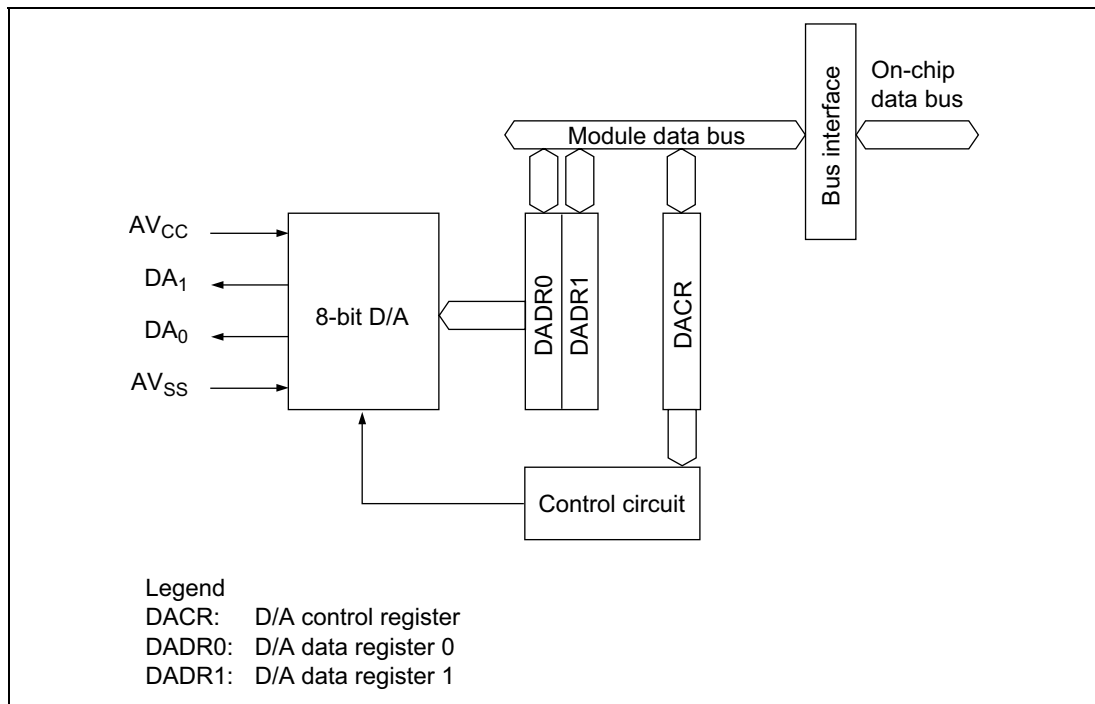 On-chip
data bus
Bus interface
Module data bus
AVCC
DA1
DA0
AVSS
8-bit D/A
DADR0
DADR1
DACR
Control circuit
Legend
DACR: D/A control register
DADR0: D/A data register 0
DADR1: D/A data register 1